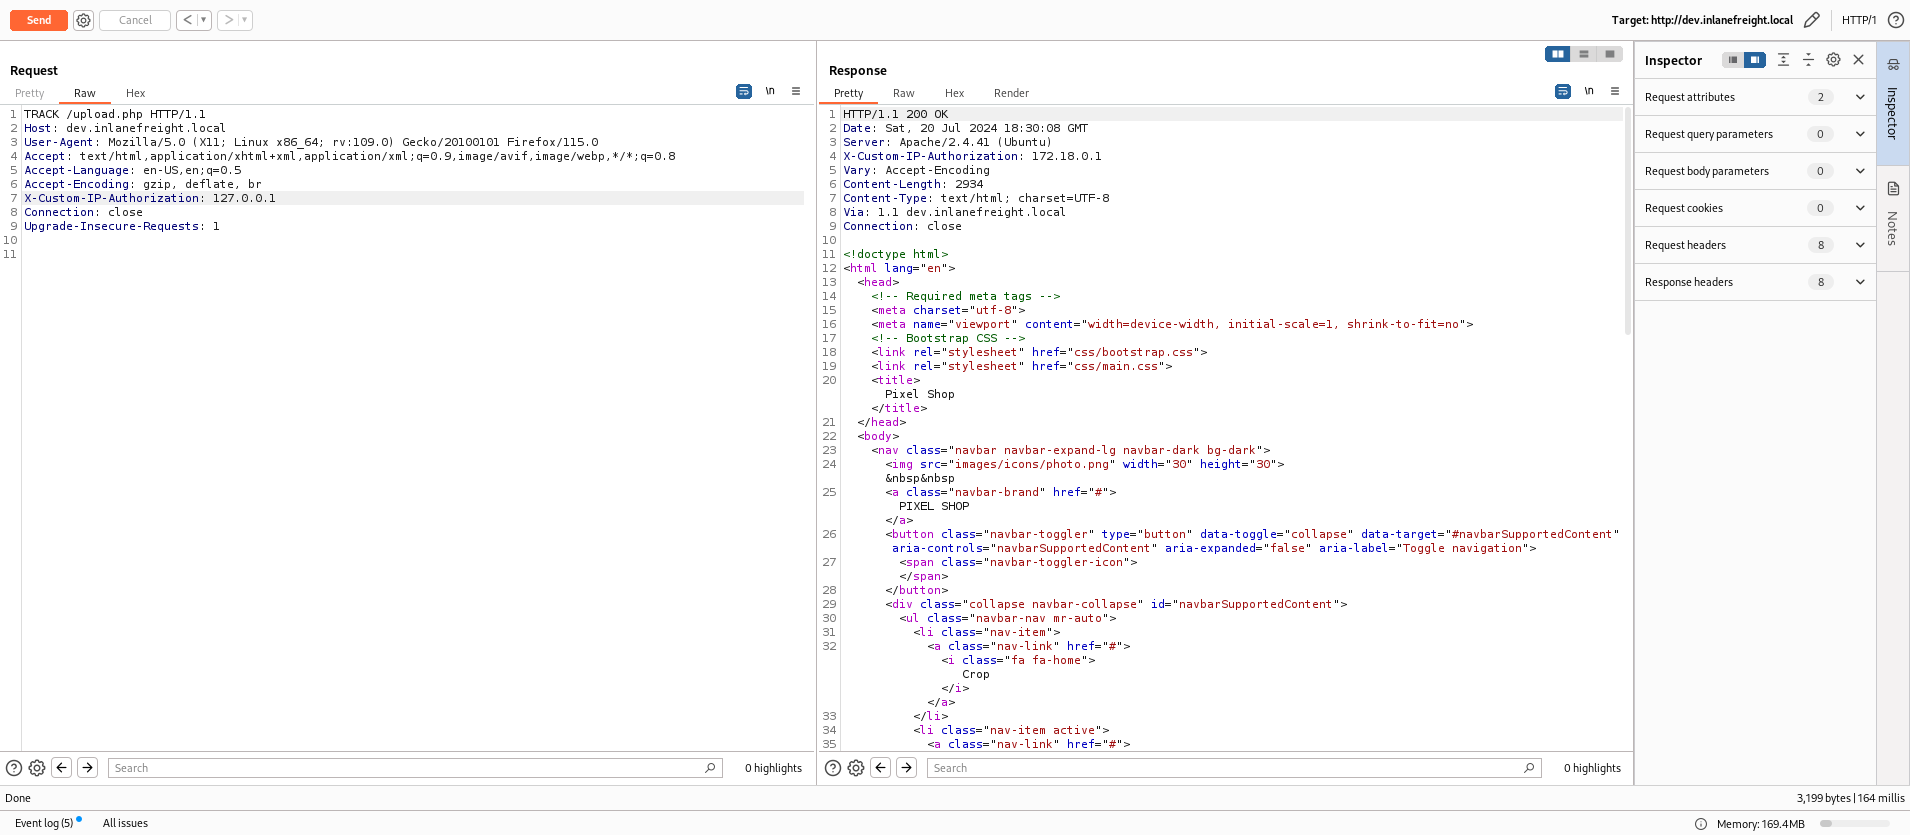 Send
Cancel
< ▼
> ▼
Target: http://dev.inlanefreight.local
HTTP/1
Request
Pretty Raw Hex
\n
1 TRACK /upload.php HTTP/1.1
2 Host: dev.inlanefreight.local
3 User-Agent: Mozilla/5.0 (X11; Linux x86_64; rv:109.0) Gecko/20100101 Firefox/115.0
4 Accept: text/html,application/xhtml+xml,application/xml;q=0.9,image/avif,image/webp,*/*;q=0.8
5 Accept-Language: en-US,en;q=0.5
6 Accept-Encoding: gzip, deflate, br
7 X-Custom-IP-Authorization: 127.0.0.1
8 Connection: close
9 Upgrade-Insecure-Requests: 1
10
11
Search
0 highlights
Response
Pretty Raw Hex Render
\n
1 HTTP/1.1 200 OK
2 Date: Sat, 20 Jul 2024 18:30:08 GMT
3 Server: Apache/2.4.41 (Ubuntu)
4 X-Custom-IP-Authorization: 172.18.0.1
5 Vary: Accept-Encoding
6 Content-Length: 2934
7 Content-Type: text/html; charset=UTF-8
8 Via: 1.1 dev.inlanefreight.local
9 Connection: close
10
11 <!doctype html>
12 <html lang="en">
13 <head>
14 <!-- Required meta tags -->
15 <meta charset="utf-8">
16 <meta name="viewport" content="width=device-width, initial-scale=1, shrink-to-fit=no">
17 <!-- Bootstrap CSS -->
18 <link rel="stylesheet" href="css/bootstrap.css">
19 <link rel="stylesheet" href="css/main.css">
20 <title>
Pixel Shop
</title>
21 </head>
22 <body>
23 <nav class="navbar navbar-expand-lg navbar-dark bg-dark">
24 <img src="images/icons/photo.png" width="30" height="30">
&nbsp&nbsp
25 <a class="navbar-brand" href="#">
PIXEL SHOP
</a>
26 <button class="navbar-toggler" type="button" data-toggle="collapse" data-target="#navbarSupportedContent"
aria-controls="navbarSupportedContent" aria-expanded="false" aria-label="Toggle navigation">
27 <span class="navbar-toggler-icon">
</span>
28 </button>
29 <div class="collapse navbar-collapse" id="navbarSupportedContent">
30 <ul class="navbar-nav mr-auto">
31 <li class="nav-item">
32 <a class="nav-link" href="#">
<i class="fa fa-home">
Crop
</i>
</a>
33 </li>
34 <li class="nav-item active">
35 <a class="nav-link" href="#">
Search
0 highlights
Inspector
Request attributes 2
Request query parameters 0
Request body parameters 0
Request cookies 0
Request headers 8
Response headers 8
Inspector
Notes
Done
3,199 bytes | 164 millis
Event log (5)
All issues
Memory: 169.4MB